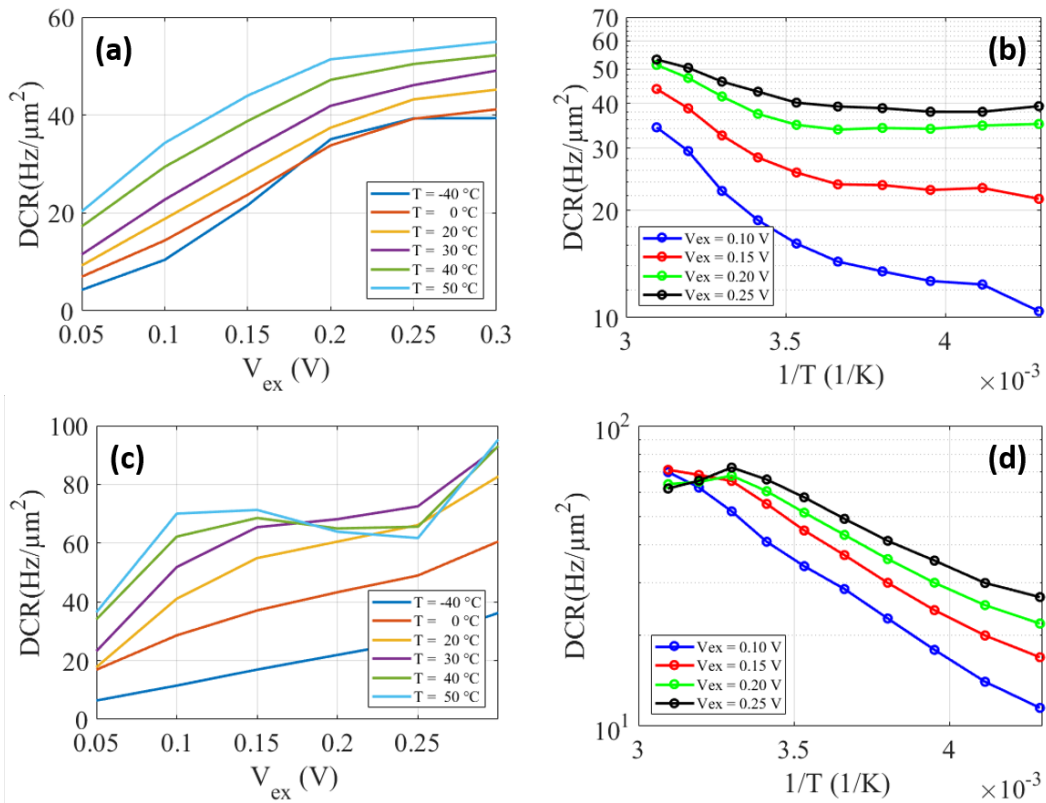 (a)
60
40
20
0
0.05
0.1
0.15
0.2
0.25
0.3
DCR(Hz/μm²)
V_ex (V)
T = -40 °C
T = 0 °C
T = 20 °C
T = 30 °C
T = 40 °C
T = 50 °C
(b)
70
60
50
40
30
20
10
3
3.5
4
×10⁻³
DCR(Hz/μm²)
1/T (1/K)
Vex = 0.10 V
Vex = 0.15 V
Vex = 0.20 V
Vex = 0.25 V
(c)
100
80
60
40
20
0
0.05
0.1
0.15
0.2
0.25
DCR(Hz/μm²)
V_ex (V)
T = -40 °C
T = 0 °C
T = 20 °C
T = 30 °C
T = 40 °C
T = 50 °C
(d)
10²
10¹
3
3.5
4
×10⁻³
DCR(Hz/μm²)
1/T (1/K)
Vex = 0.10 V
Vex = 0.15 V
Vex = 0.20 V
Vex = 0.25 V